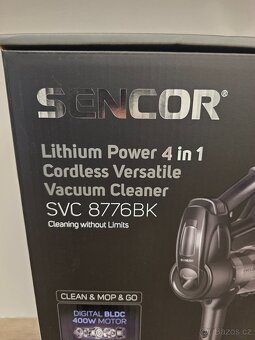 SENCOR®
Lithium Power 4 in 1
Cordless Versatile
Vacuum Cleaner
SVC 8776BK
Cleaning without Limits
CLEAN & MOP & GO
DIGITAL BLDC
400W MOTOR